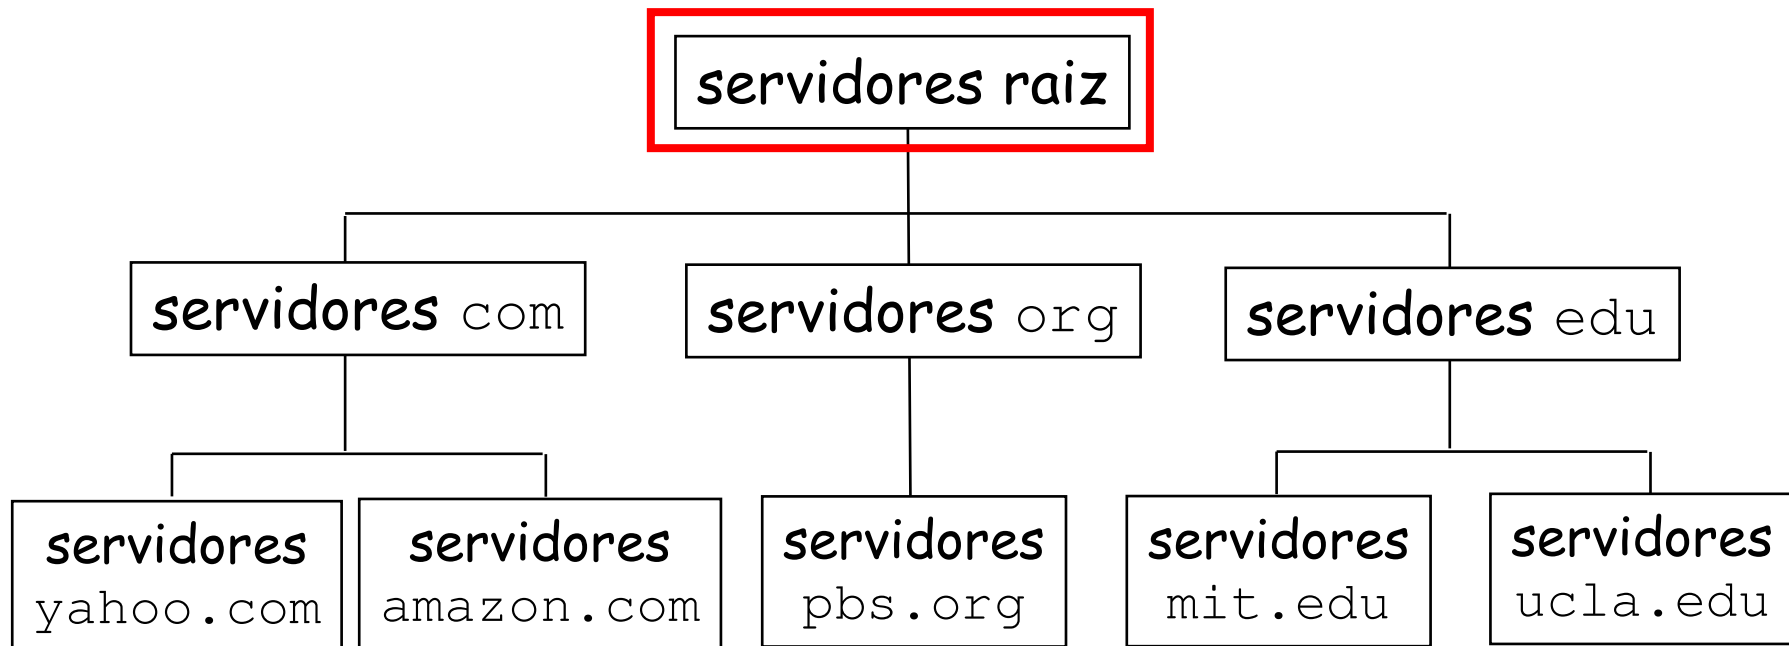 servidores raiz
servidores com
servidores org
servidores edu
servidores
yahoo.com
servidores
amazon.com
servidores
pbs.org
servidores
mit.edu
servidores
ucla.edu